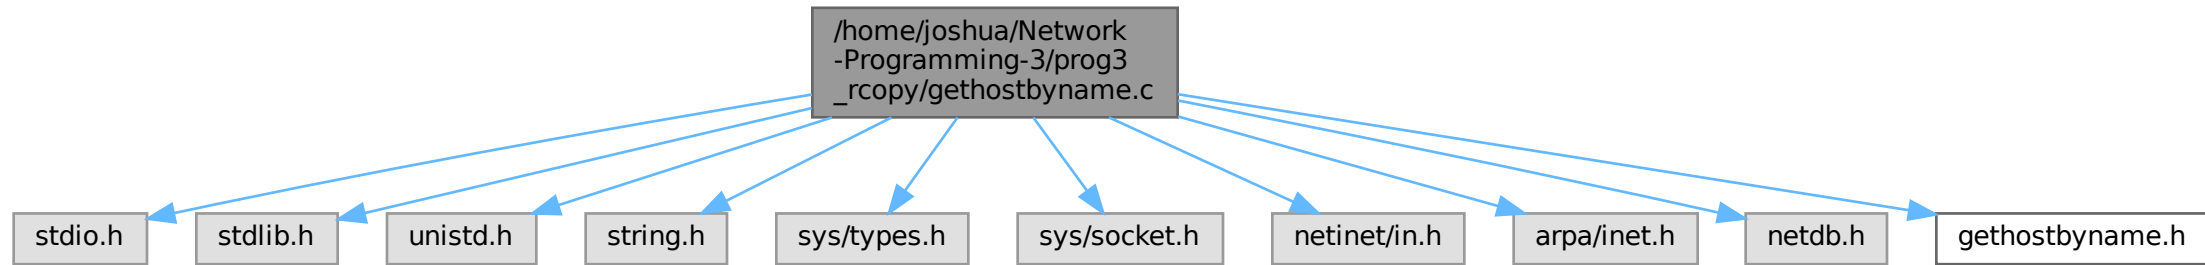 /home/joshua/Network
-Programming-3/prog3
_rcopy/gethostbyname.c
stdio.h
stdlib.h
unistd.h
string.h
sys/types.h
sys/socket.h
netinet/in.h
arpa/inet.h
netdb.h
gethostbyname.h